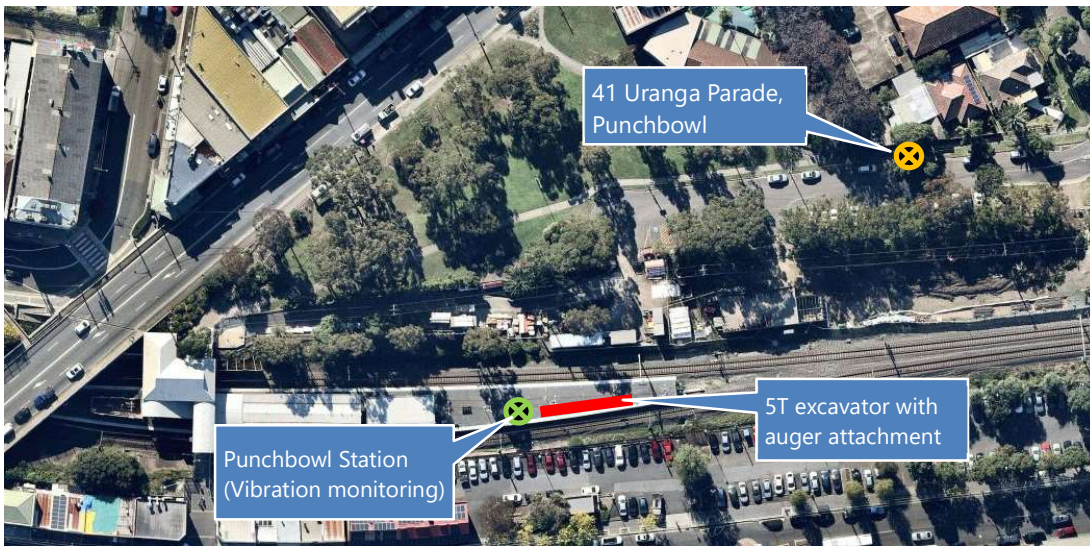 41 Uranga Parade,
Punchbowl
5T excavator with
auger attachment
Punchbowl Station
(Vibration monitoring)